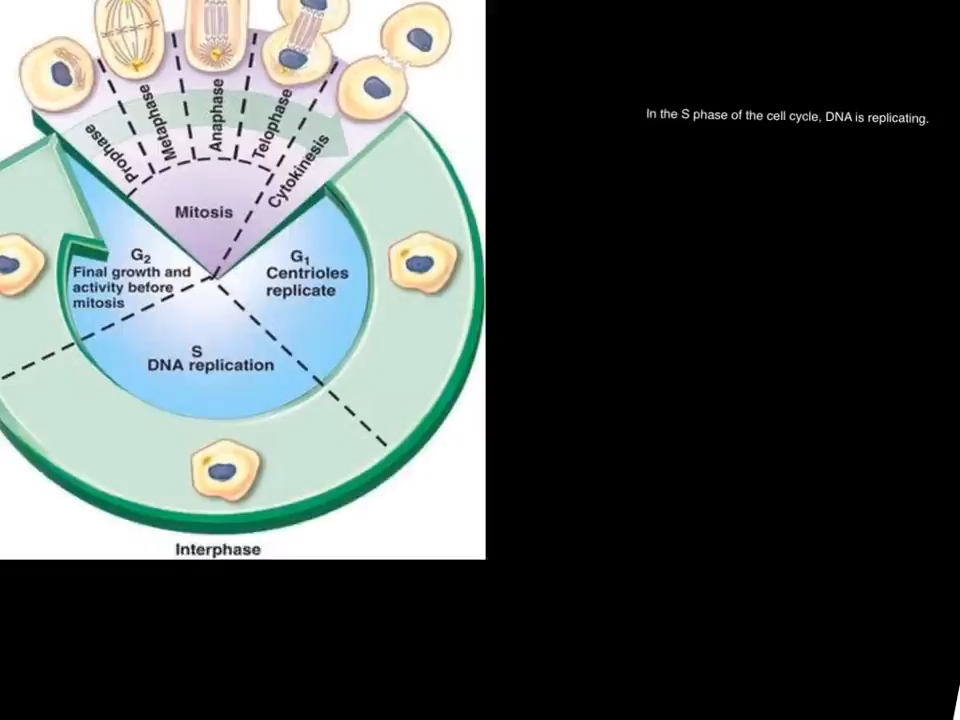 Prophase
Metaphase
Anaphase
Telophase
Cytokinesis
Mitosis
G2
Final growth and
activity before
mitosis
G1
Centrioles
replicate
S
DNA replication
Interphase
In the S phase of the cell cycle, DNA is replicating.